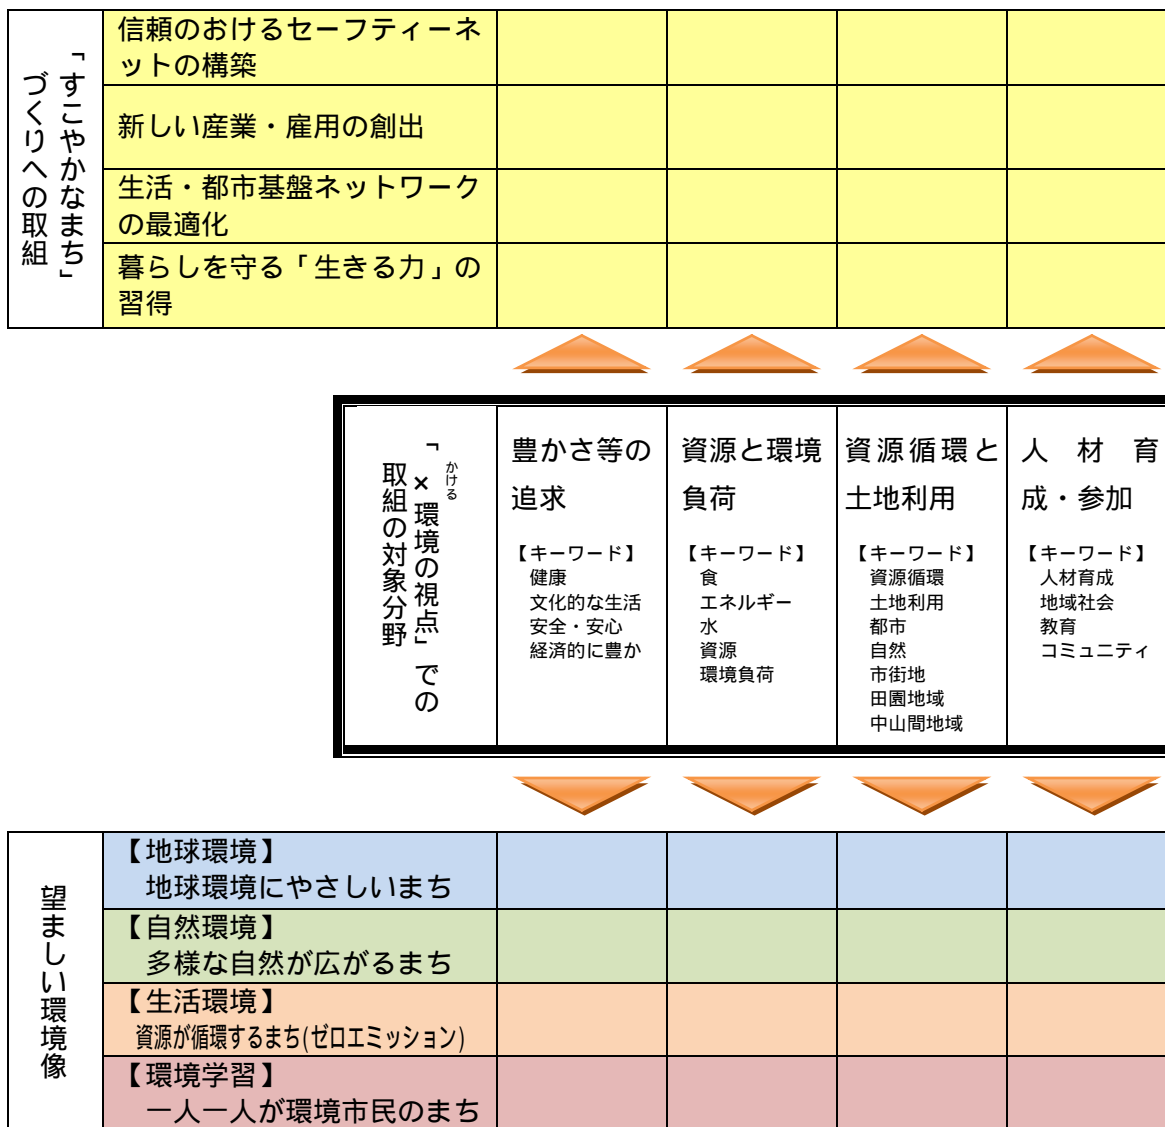 「すこやかなまち」
づくりへの取組
信頼のおけるセーフティーネ
ットの構築
新しい産業・雇用の創出
生活・都市基盤ネットワーク
の最適化
暮らしを守る「生きる力」の
習得
「×環境の視点」での
かける
取組の対象分野
豊かさ等の
追求
【キーワード】
健康
文化的な生活
安全・安心
経済的に豊か
資源と環境
負荷
【キーワード】
食
エネルギー
水
資源
環境負荷
資源循環と
土地利用
【キーワード】
資源循環
土地利用
都市
自然
市街地
田園地域
中山間地域
人材育
成・参加
【キーワード】
人材育成
地域社会
教育
コミュニティ
望ましい環境像
【地球環境】
地球環境にやさしいまち
【自然環境】
多様な自然が広がるまち
【生活環境】
資源が循環するまち(ゼロエミッション)
【環境学習】
一人一人が環境市民のまち